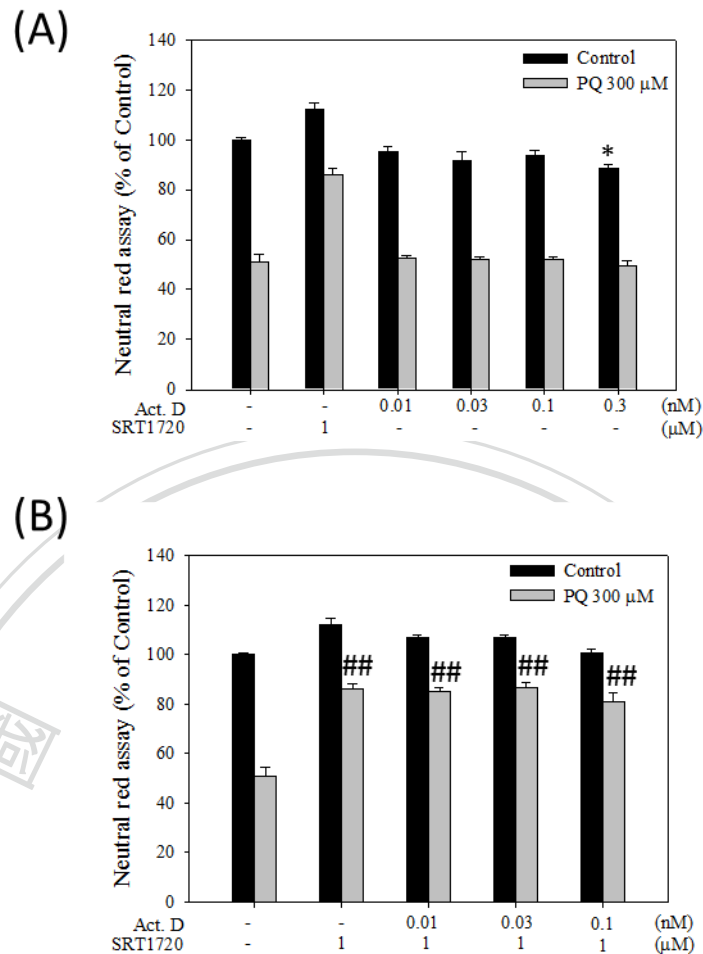 (A)
140
120
100
80
60
40
20
0
Neutral red assay (% of Control)
Control
PQ 300 μM
*
Act. D - - 0.01 0.03 0.1 0.3 (nM)
SRT1720 - 1 - - - - (μM)
(B)
140
120
100
80
60
40
20
0
Neutral red assay (% of Control)
Control
PQ 300 μM
## ## ## ##
Act. D - - 0.01 0.03 0.1 (nM)
SRT1720 - 1 1 1 1 (μM)